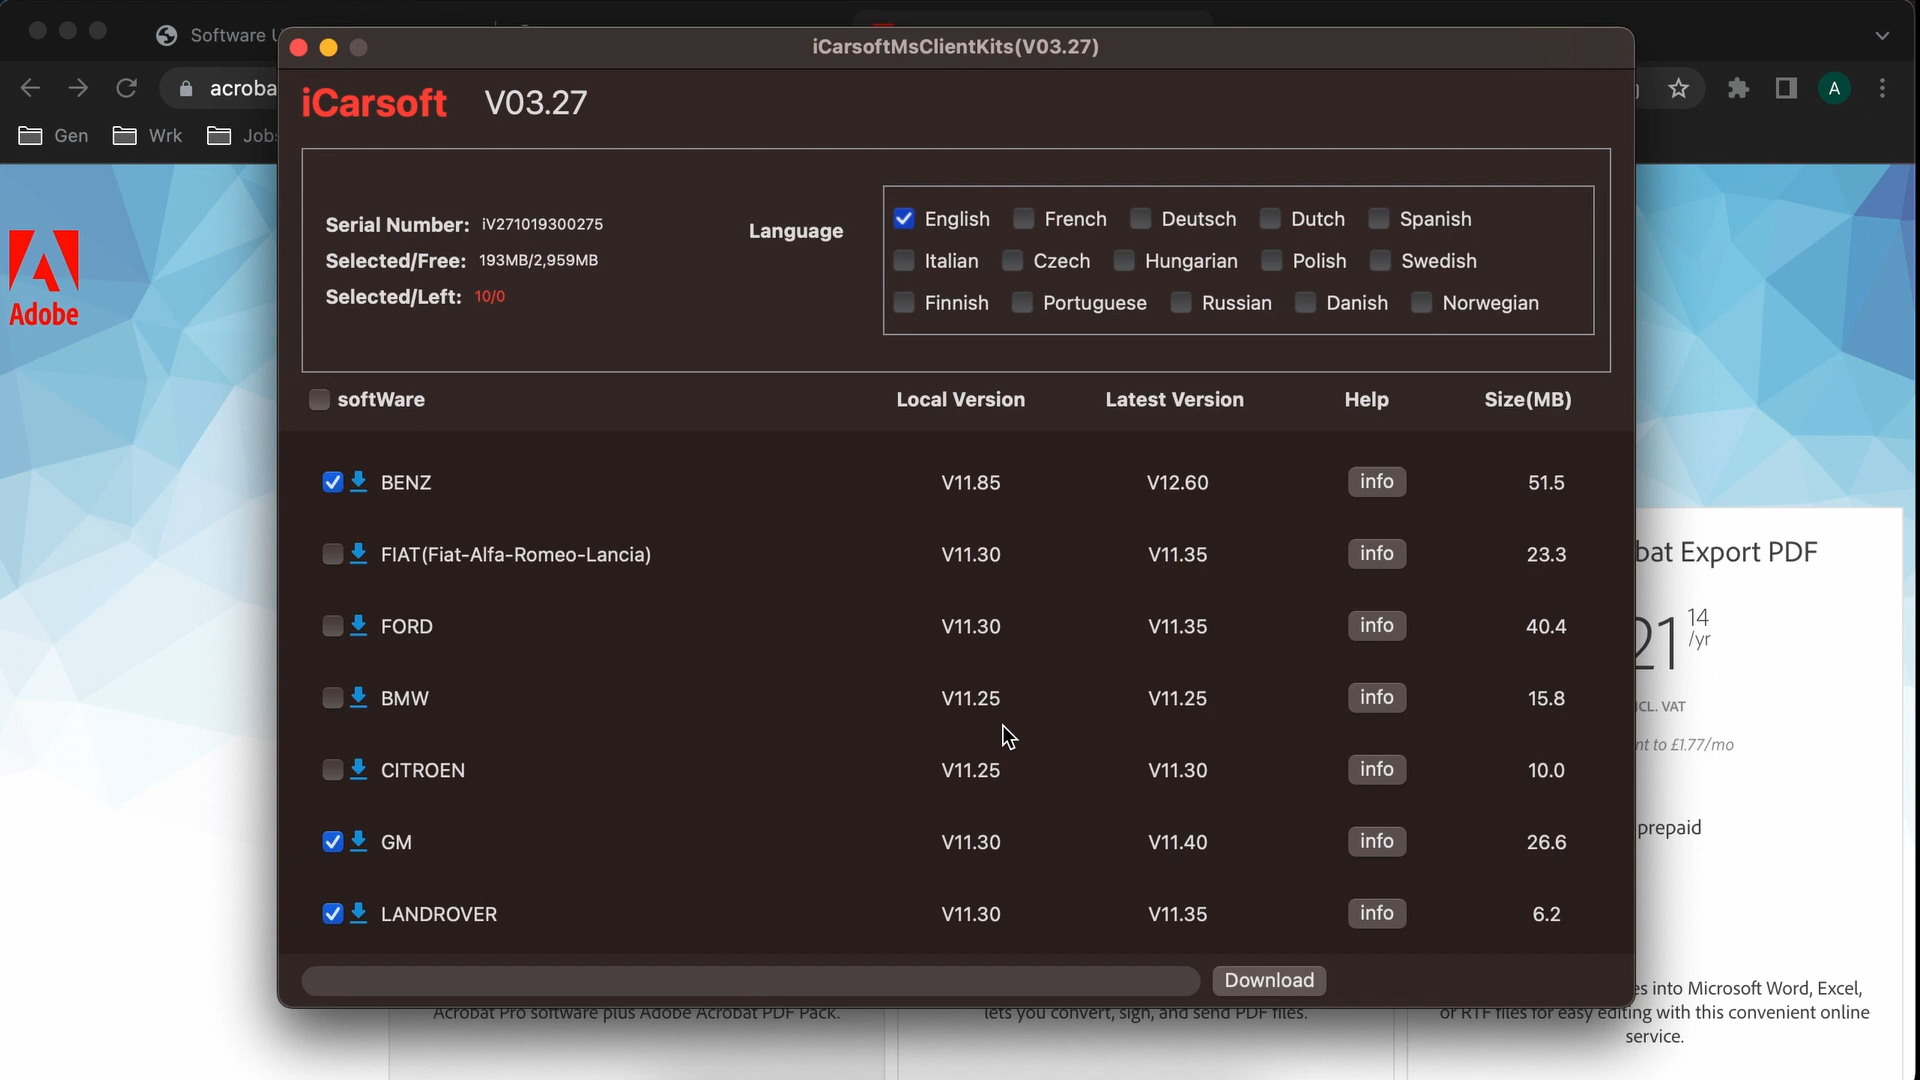 Software U
iCarsoftMsClientKits(V03.27)
acroba
A
Gen Wrk Job
iCarsoft V03.27
Serial Number: iV271019300275
Selected/Free: 193MB/2,959MB
Selected/Left: 10/0
Language
English French Deutsch Dutch Spanish
Italian Czech Hungarian Polish Swedish
Finnish Portuguese Russian Danish Norwegian
Adobe
softWare Local Version Latest Version Help Size(MB)
BENZ V11.85 V12.60 info 51.5
FIAT(Fiat-Alfa-Romeo-Lancia) V11.30 V11.35 info 23.3
FORD V11.30 V11.35 info 40.4
BMW V11.25 V11.25 info 15.8
CITROEN V11.25 V11.30 info 10.0
GM V11.30 V11.40 info 26.6
LANDROVER V11.30 V11.35 info 6.2
Download
bat Export PDF
21 14
/yr
CL. VAT
nt to £1.77/mo
prepaid
es into Microsoft Word, Excel,
or RTF files for easy editing with this convenient online
service.
Acrobat Pro software plus Adobe Acrobat PDF Pack.
lets you convert, sign, and send PDF files.